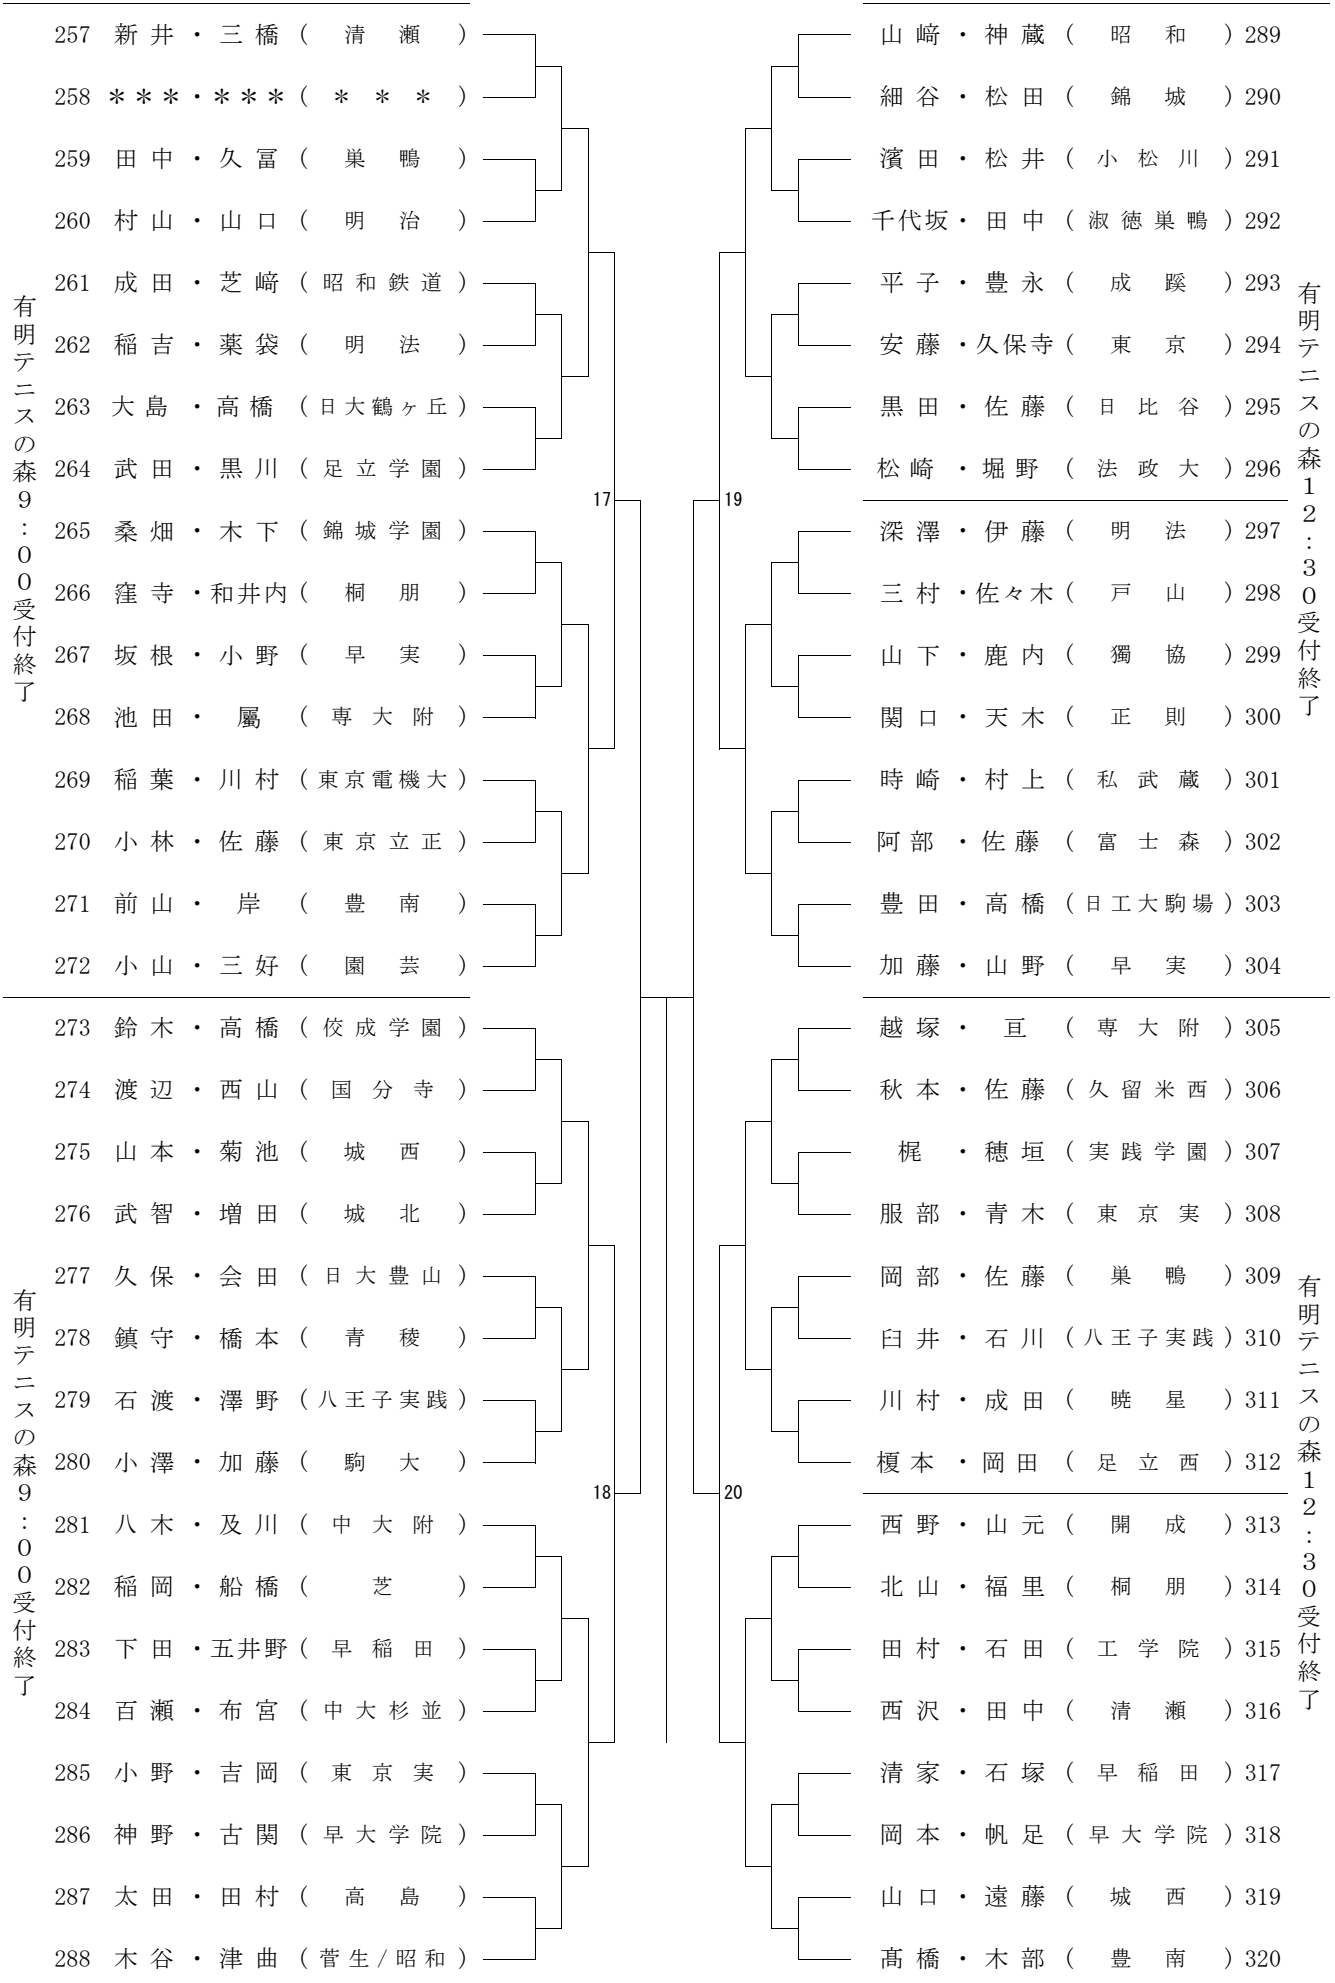 257 新井・三橋 ( 清瀬 )
258 ＊＊＊・＊＊＊ ( ＊＊＊ )
259 田中・久冨 ( 巣鴨 )
260 村山・山口 ( 明治 )
261 成田・芝﨑 ( 昭和鉄道 )
262 稲吉・薬袋 ( 明法 )
263 大島・高橋 ( 日大鶴ヶ丘 )
264 武田・黒川 ( 足立学園 )
265 桑畑・木下 ( 錦城学園 )
266 窪寺・和井内 ( 桐朋 )
267 坂根・小野 ( 早実 )
268 池田・屬 ( 専大附 )
269 稲葉・川村 ( 東京電機大 )
270 小林・佐藤 ( 東京立正 )
271 前山・岸 ( 豊南 )
272 小山・三好 ( 園芸 )
有明テニスの森９：００受付終了
17
273 鈴木・高橋 ( 佼成学園 )
274 渡辺・西山 ( 国分寺 )
275 山本・菊池 ( 城西 )
276 武智・増田 ( 城北 )
277 久保・会田 ( 日大豊山 )
278 鎮守・橋本 ( 青稜 )
279 石渡・澤野 ( 八王子実践 )
280 小澤・加藤 ( 駒大 )
281 八木・及川 ( 中大附 )
282 稲岡・船橋 ( 芝 )
283 下田・五井野 ( 早稲田 )
284 百瀬・布宮 ( 中大杉並 )
285 小野・吉岡 ( 東京実 )
286 神野・古関 ( 早大学院 )
287 太田・田村 ( 高島 )
288 木谷・津曲 ( 菅生/昭和 )
有明テニスの森９：００受付終了
18
山﨑・神蔵 ( 昭和 ) 289
細谷・松田 ( 錦城 ) 290
濱田・松井 ( 小松川 ) 291
千代坂・田中 ( 淑徳巣鴨 ) 292
平子・豊永 ( 成蹊 ) 293
安藤・久保寺 ( 東京 ) 294
黒田・佐藤 ( 日比谷 ) 295
松崎・堀野 ( 法政大 ) 296
深澤・伊藤 ( 明法 ) 297
三村・佐々木 ( 戸山 ) 298
山下・鹿内 ( 獨協 ) 299
関口・天木 ( 正則 ) 300
時崎・村上 ( 私武蔵 ) 301
阿部・佐藤 ( 富士森 ) 302
豊田・高橋 ( 日工大駒場 ) 303
加藤・山野 ( 早実 ) 304
有明テニスの森１２：３０受付終了
19
越塚・亘 ( 専大附 ) 305
秋本・佐藤 ( 久留米西 ) 306
梶・穂垣 ( 実践学園 ) 307
服部・青木 ( 東京実 ) 308
岡部・佐藤 ( 巣鴨 ) 309
臼井・石川 ( 八王子実践 ) 310
川村・成田 ( 暁星 ) 311
榎本・岡田 ( 足立西 ) 312
西野・山元 ( 開成 ) 313
北山・福里 ( 桐朋 ) 314
田村・石田 ( 工学院 ) 315
西沢・田中 ( 清瀬 ) 316
清家・石塚 ( 早稲田 ) 317
岡本・帆足 ( 早大学院 ) 318
山口・遠藤 ( 城西 ) 319
髙橋・木部 ( 豊南 ) 320
有明テニスの森１２：３０受付終了
20